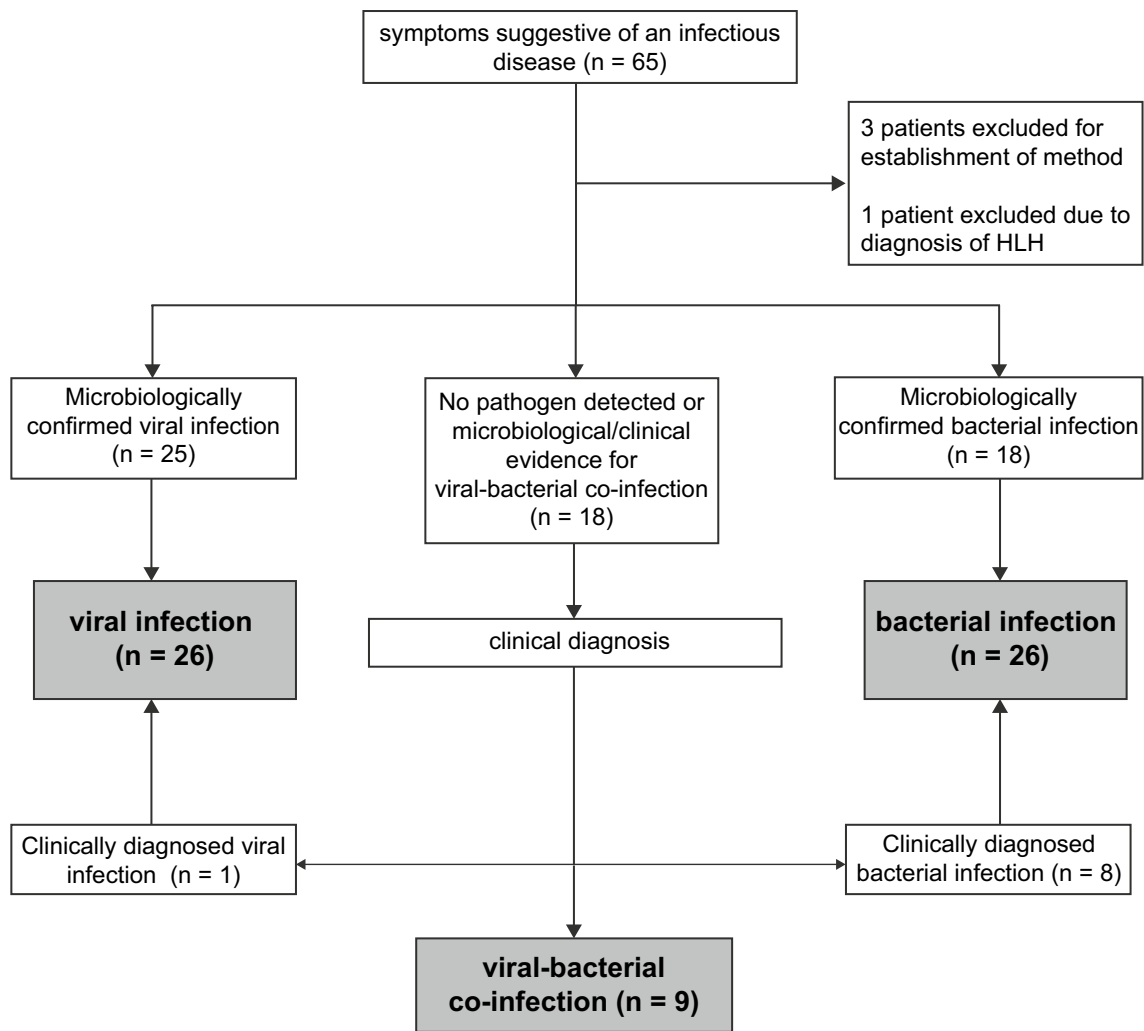 symptoms suggestive of an infectious
disease (n = 65)
3 patients excluded for
establishment of method
1 patient excluded due to
diagnosis of HLH
Microbiologically
confirmed viral infection
(n = 25)
No pathogen detected or
microbiological/clinical
evidence for
viral-bacterial co-infection
(n = 18)
Microbiologically
confirmed bacterial infection
(n = 18)
viral infection
(n = 26)
clinical diagnosis
bacterial infection
(n = 26)
Clinically diagnosed viral
infection (n = 1)
Clinically diagnosed
bacterial infection (n = 8)
viral-bacterial
co-infection (n = 9)